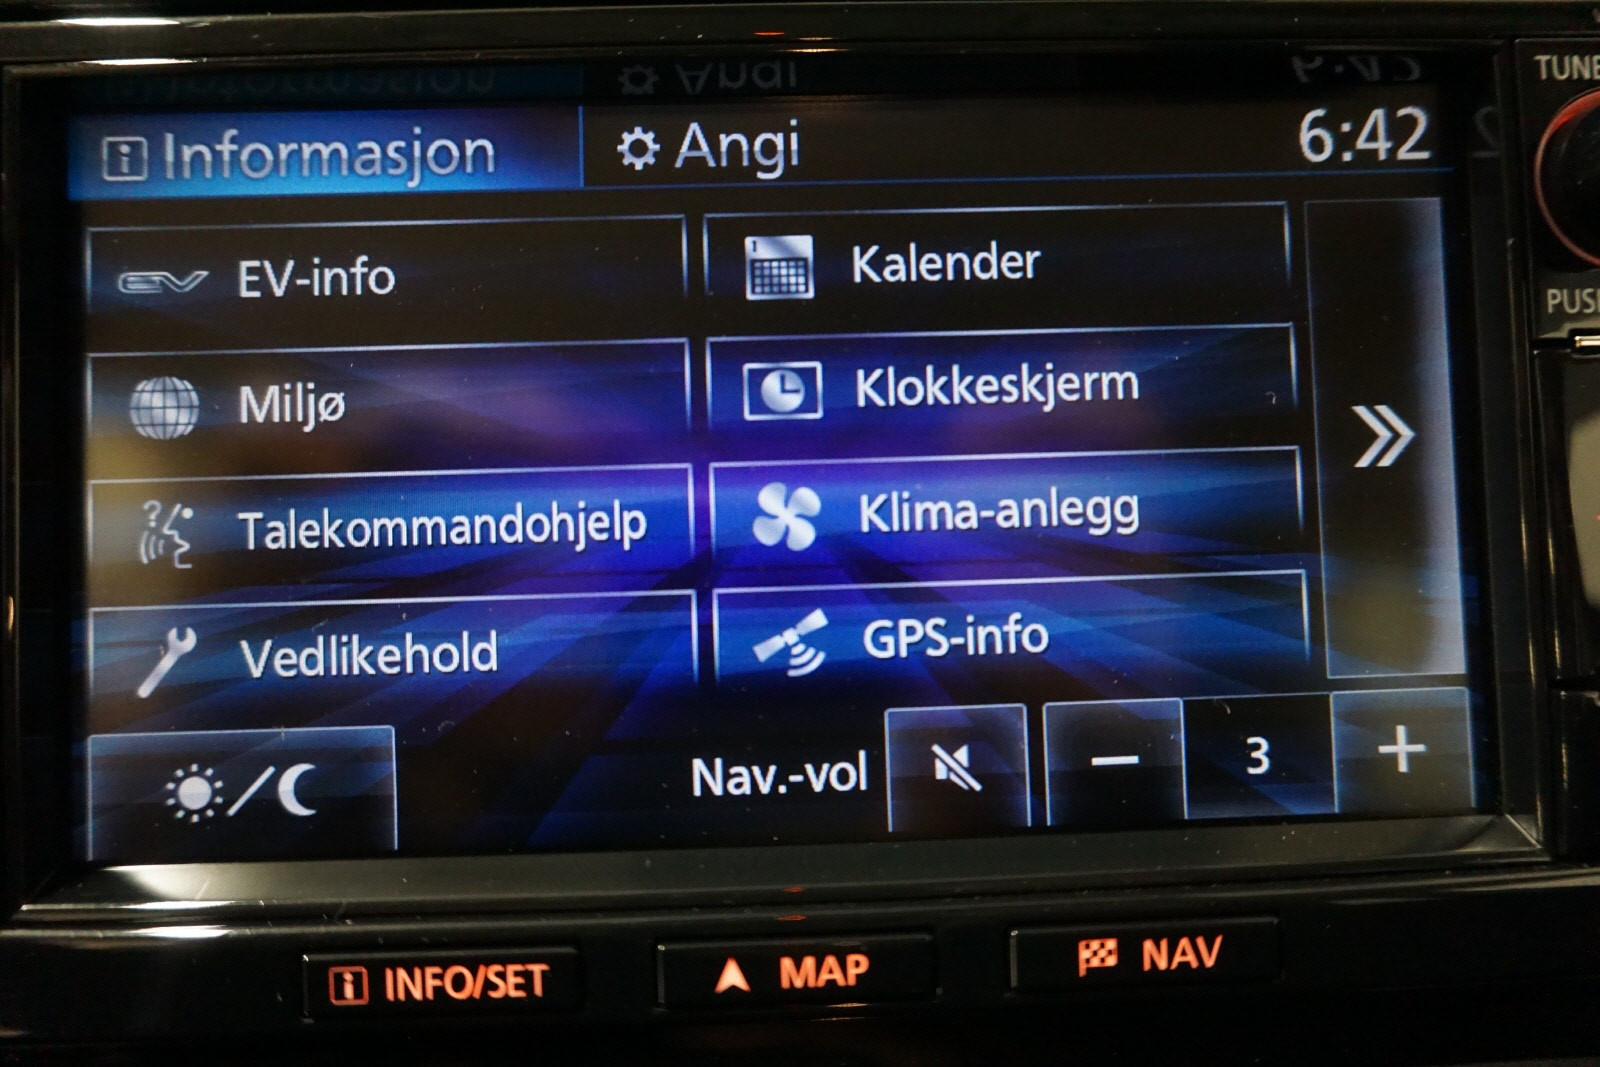 Informasjon
Angi
6:42
EV-info
Kalender
Miljø
Klokkeskjerm
Talekommandohjelp
Klima-anlegg
Vedlikehold
GPS-info
Nav.-vol
3
INFO/SET
MAP
NAV